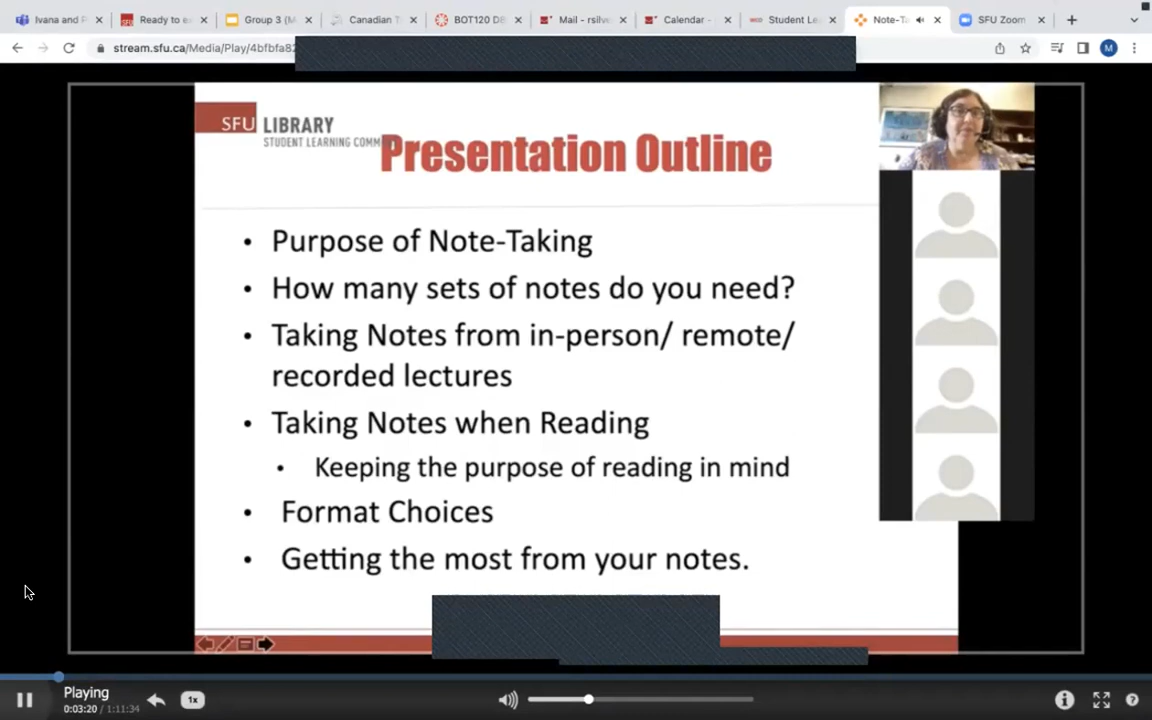 Ivana and P
Ready to e
Group 3 (M
Canadian T
BOT120 DE
Mail - rsilve
Calendar -
Student Le
Note-Ta
SFU Zoom
stream.sfu.ca/Media/Play/4bfbfa82
SFU LIBRARY
STUDENT LEARNING COMM
Presentation Outline
• Purpose of Note-Taking
• How many sets of notes do you need?
• Taking Notes from in-person/ remote/
recorded lectures
• Taking Notes when Reading
• Keeping the purpose of reading in mind
• Format Choices
• Getting the most from your notes.
Playing
0:03:20 / 1:11:34
1x